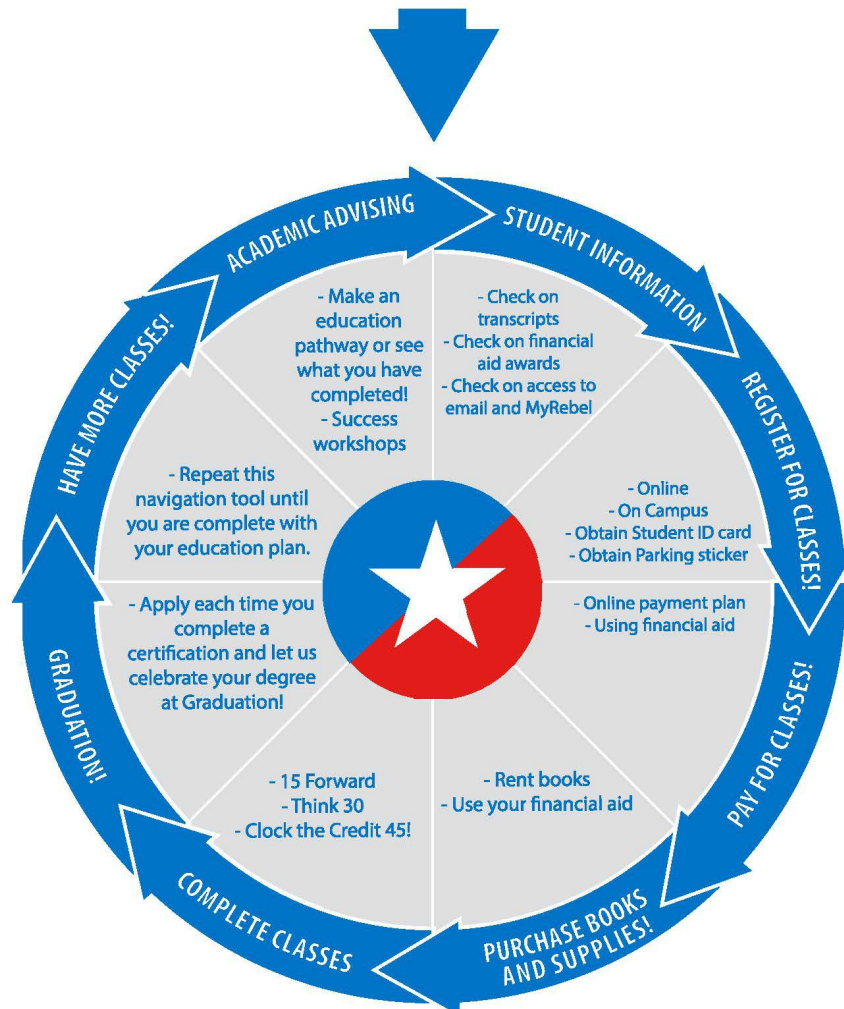 ACADEMIC ADVISING
- Make an
education
pathway or see
what you have
completed!
- Success
workshops
STUDENT INFORMATION
- Check on
transcripts
- Check on financial
aid awards
- Check on access to
email and MyRebel
REGISTER FOR CLASSES!
- Online
- On Campus
- Obtain Student ID card
- Obtain Parking sticker
PAY FOR CLASSES!
- Online payment plan
- Using financial aid
PURCHASE BOOKS
AND SUPPLIES!
- Rent books
- Use your financial aid
COMPLETE CLASSES
- 15 Forward
- Think 30
- Clock the Credit 45!
GRADUATION!
- Apply each time you
complete a
certification and let us
celebrate your degree
at Graduation!
HAVE MORE CLASSES!
- Repeat this
navigation tool until
you are complete with
your education plan.